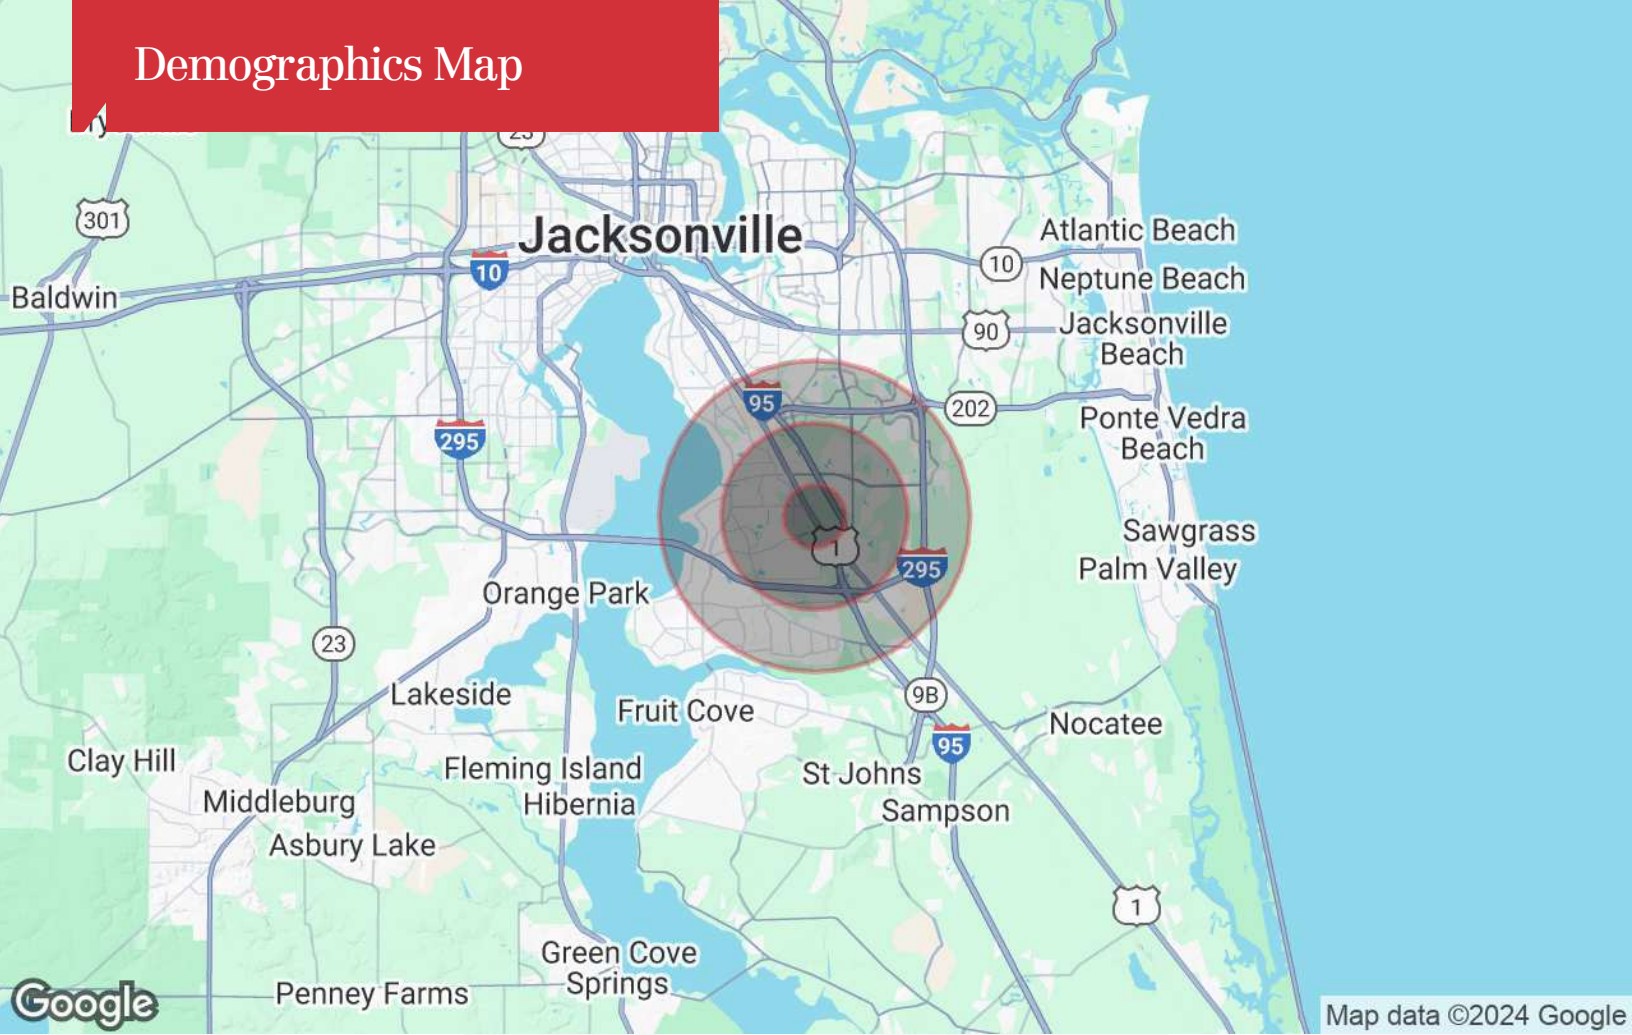 Demographics Map
23
301
Jacksonville
Atlantic Beach
10
10
Neptune Beach
Baldwin
90
Jacksonville
Beach
95
202
Ponte Vedra
Beach
295
Sawgrass
1
295
Palm Valley
Orange Park
23
Lakeside
9B
Fruit Cove
Nocatee
95
Clay Hill
Fleming Island
St Johns
Middleburg
Hibernia
Sampson
Asbury Lake
1
Green Cove
Springs
Penney Farms
Google
Map data ©2024 Google